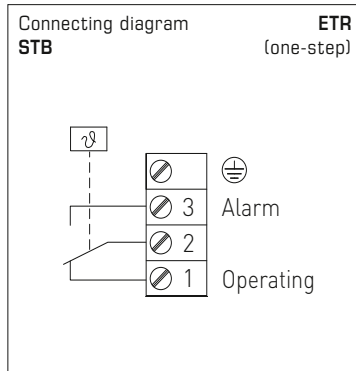 Connecting diagram ETR
STB (one-step)
ϑ
3 Alarm
2
1 Operating